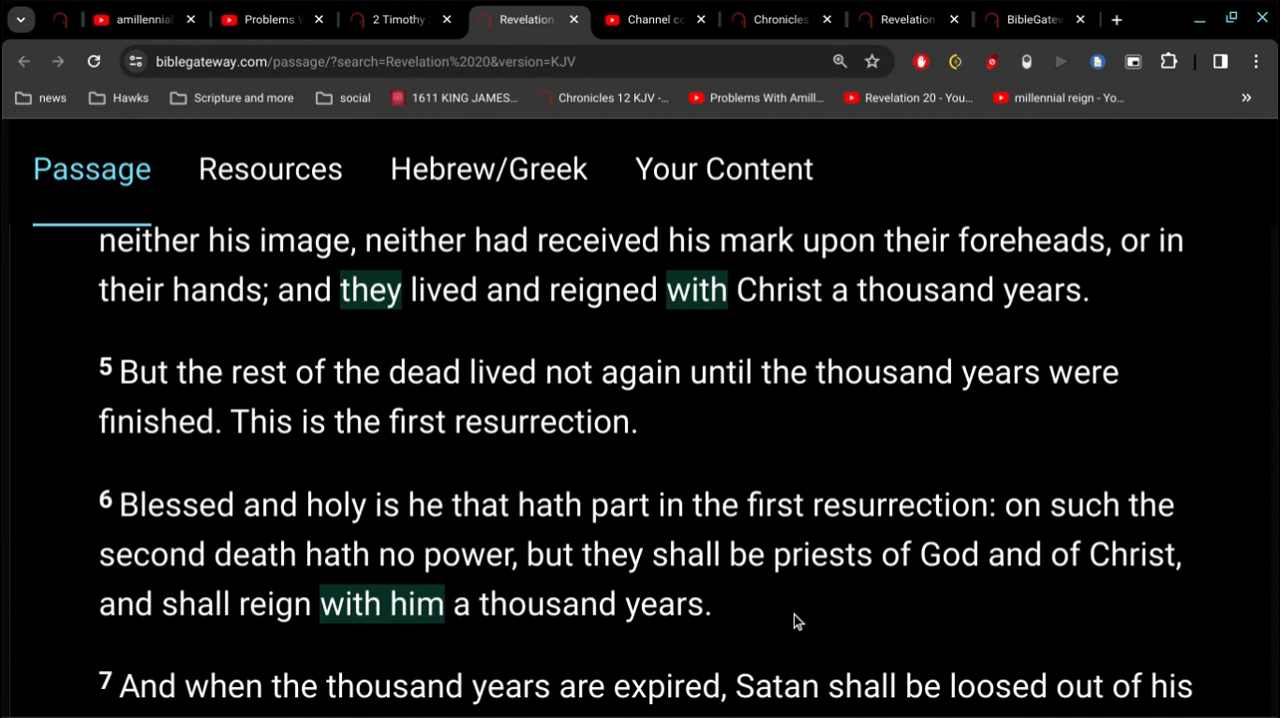 amillennial
Problems W
2 Timothy 2
Revelation
Channel co
Chronicles
Revelation
BibleGatew
biblegateway.com/passage/?search=Revelation%2020&version=KJV
news
Hawks
Scripture and more
social
1611 KING JAMES...
Chronicles 12 KJV -...
Problems With Amill...
Revelation 20 - You...
millennial reign - Yo...
»
Passage Resources Hebrew/Greek Your Content
neither his image, neither had received his mark upon their foreheads, or in
their hands; and they lived and reigned with Christ a thousand years.
5 But the rest of the dead lived not again until the thousand years were
finished. This is the first resurrection.
6 Blessed and holy is he that hath part in the first resurrection: on such the
second death hath no power, but they shall be priests of God and of Christ,
and shall reign with him a thousand years.
7 And when the thousand years are expired, Satan shall be loosed out of his